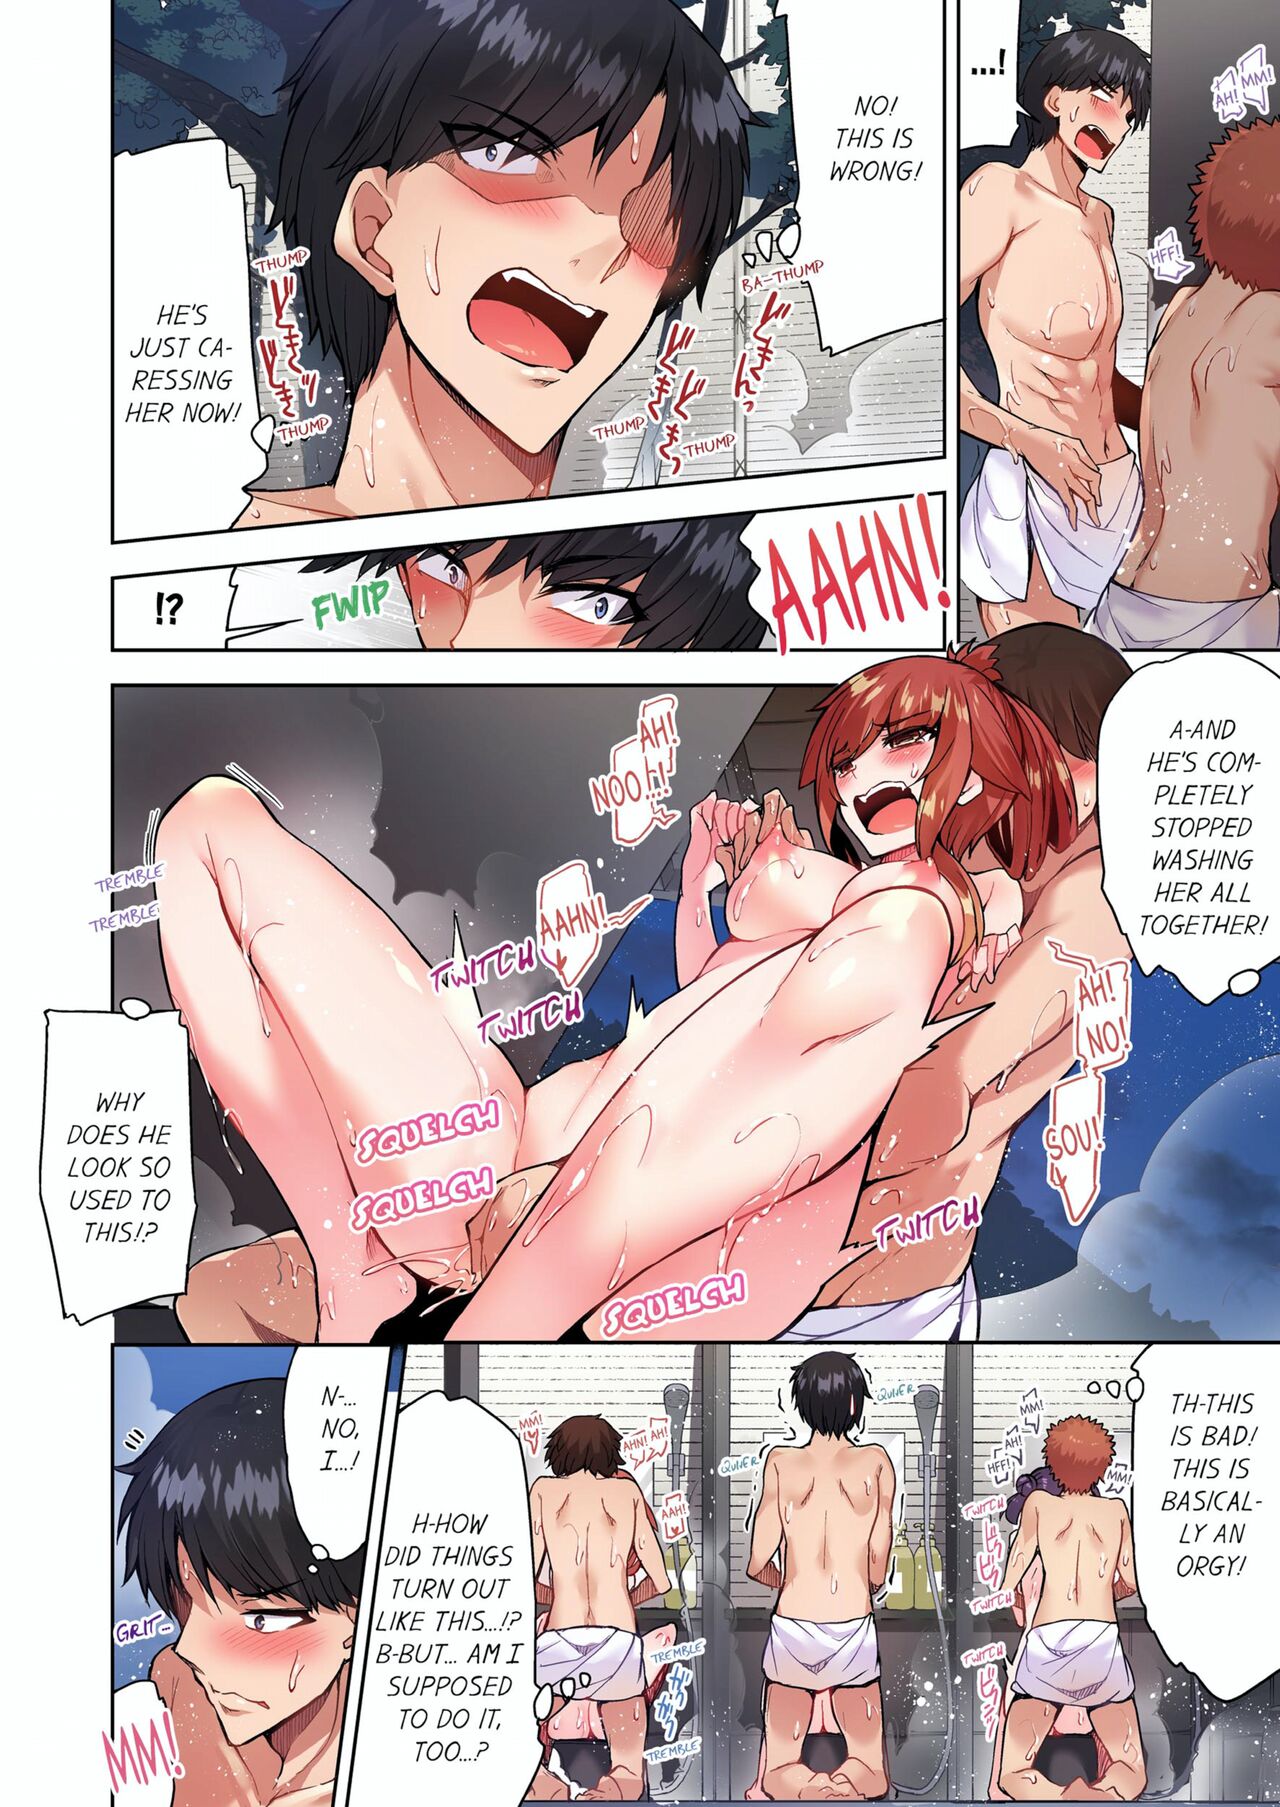 AH!
MM!
...!
HFF!
NO!
THIS IS
WRONG!
BA-THUMP
どきんっ
THUMP
どきっ
THUMP
どきっ
THUMP
どきッ
THUMP
どきっ
HE'S
JUST CA-
RESSING
HER NOW!
AAHN!
FWIP
!?
A-AND
HE'S COM-
PLETELY
STOPPED
WASHING
HER ALL
TOGETHER!
AH!
NOO...!
AAHN!
AH!
NO!
SOU!
TWITCH
TWITCH
TREMBLE
TREMBLE
SQUELCH
SQUELCH
TWITCH
SQUELCH
WHY
DOES HE
LOOK SO
USED TO
THIS!?
TH-THIS
IS BAD!
THIS IS
BASICAL-
LY AN
ORGY!
MM!
AH!
HFF!
MM!
TWITCH
TWITCH
TWITCH
QUIVER
QUIVER
MM!
AHN!
AH!
AAH!
TREMBLE
TREMBLE
H-HOW
DID THINGS
TURN OUT
LIKE THIS...!?
B-BUT... AM I
SUPPOSED
TO DO IT,
TOO...?
N-...
NO,
I...!
GRIT...
MM!